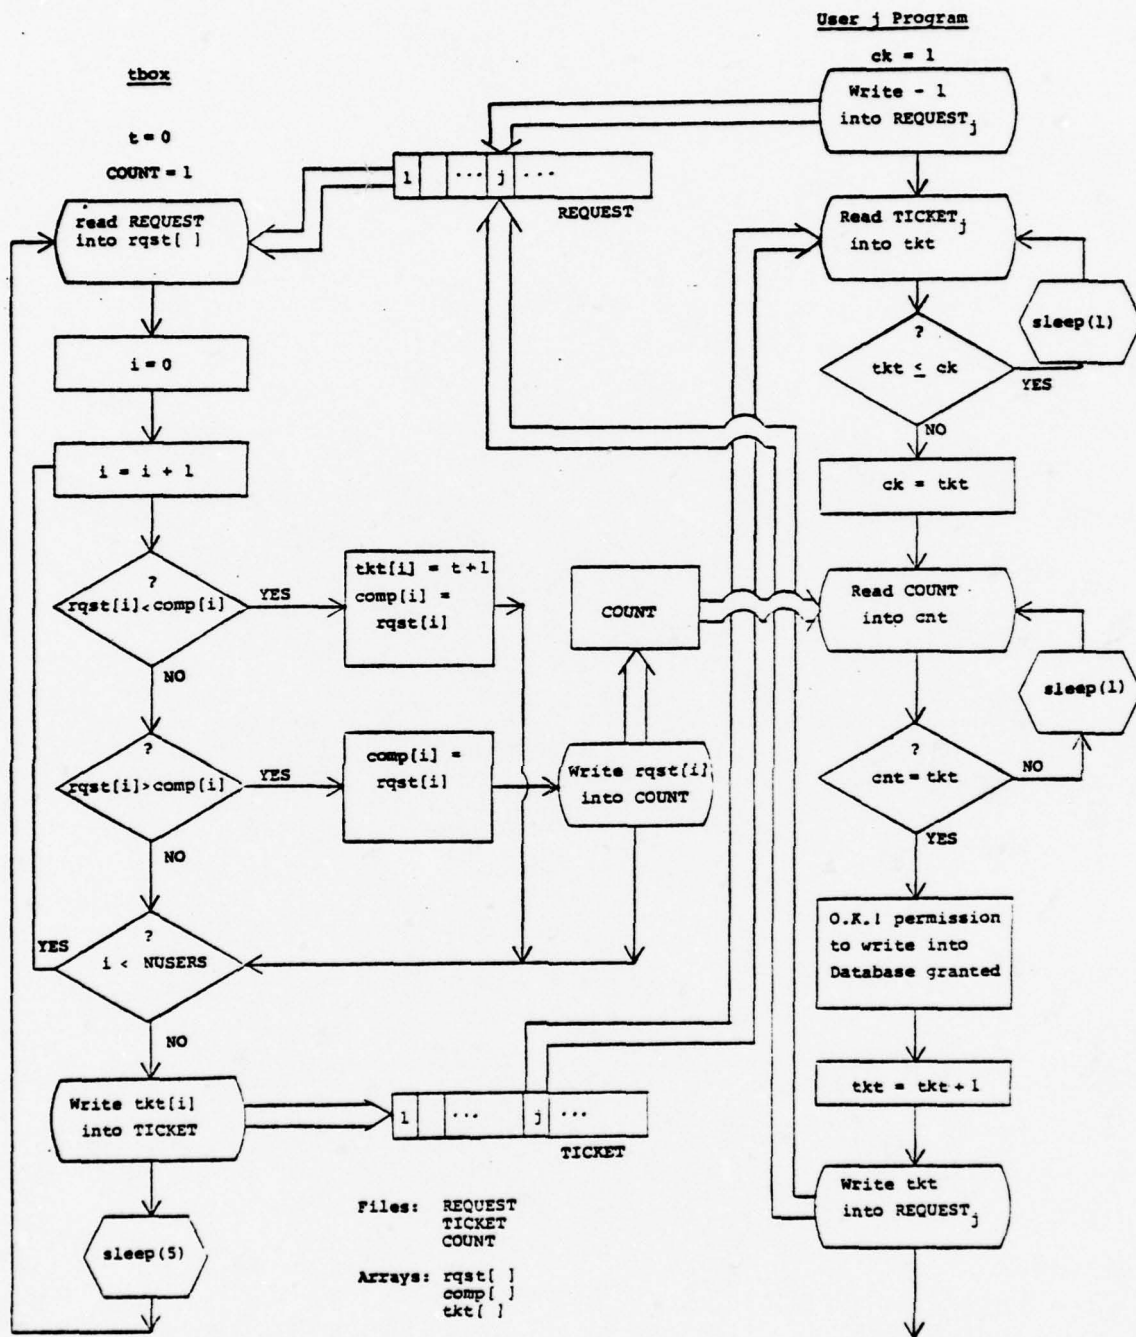 tbox
t = 0
COUNT = 1
read REQUEST
into rqst[ ]
i = 0
i = i + 1
?
rqst[i]<comp[i]
YES
NO
tkt[i] = t+1
comp[i] =
rqst[i]
?
rqst[i]>comp[i]
YES
NO
comp[i] =
rqst[i]
Write rqst[i]
into COUNT
COUNT
?
i < NUSERS
YES
NO
Write tkt[i]
into TICKET
sleep(5)
1 ... j ...
REQUEST
1 ... j ...
TICKET
Files: REQUEST
TICKET
COUNT
Arrays: rqst[ ]
comp[ ]
tkt[ ]
User j Program
ck = 1
Write - 1
into REQUESTj
Read TICKETj
into tkt
sleep(1)
?
tkt ≤ ck
YES
NO
ck = tkt
Read COUNT
into cnt
sleep(1)
?
cnt = tkt
NO
YES
O.K.! permission
to write into
Database granted
tkt = tkt + 1
Write tkt
into REQUESTj